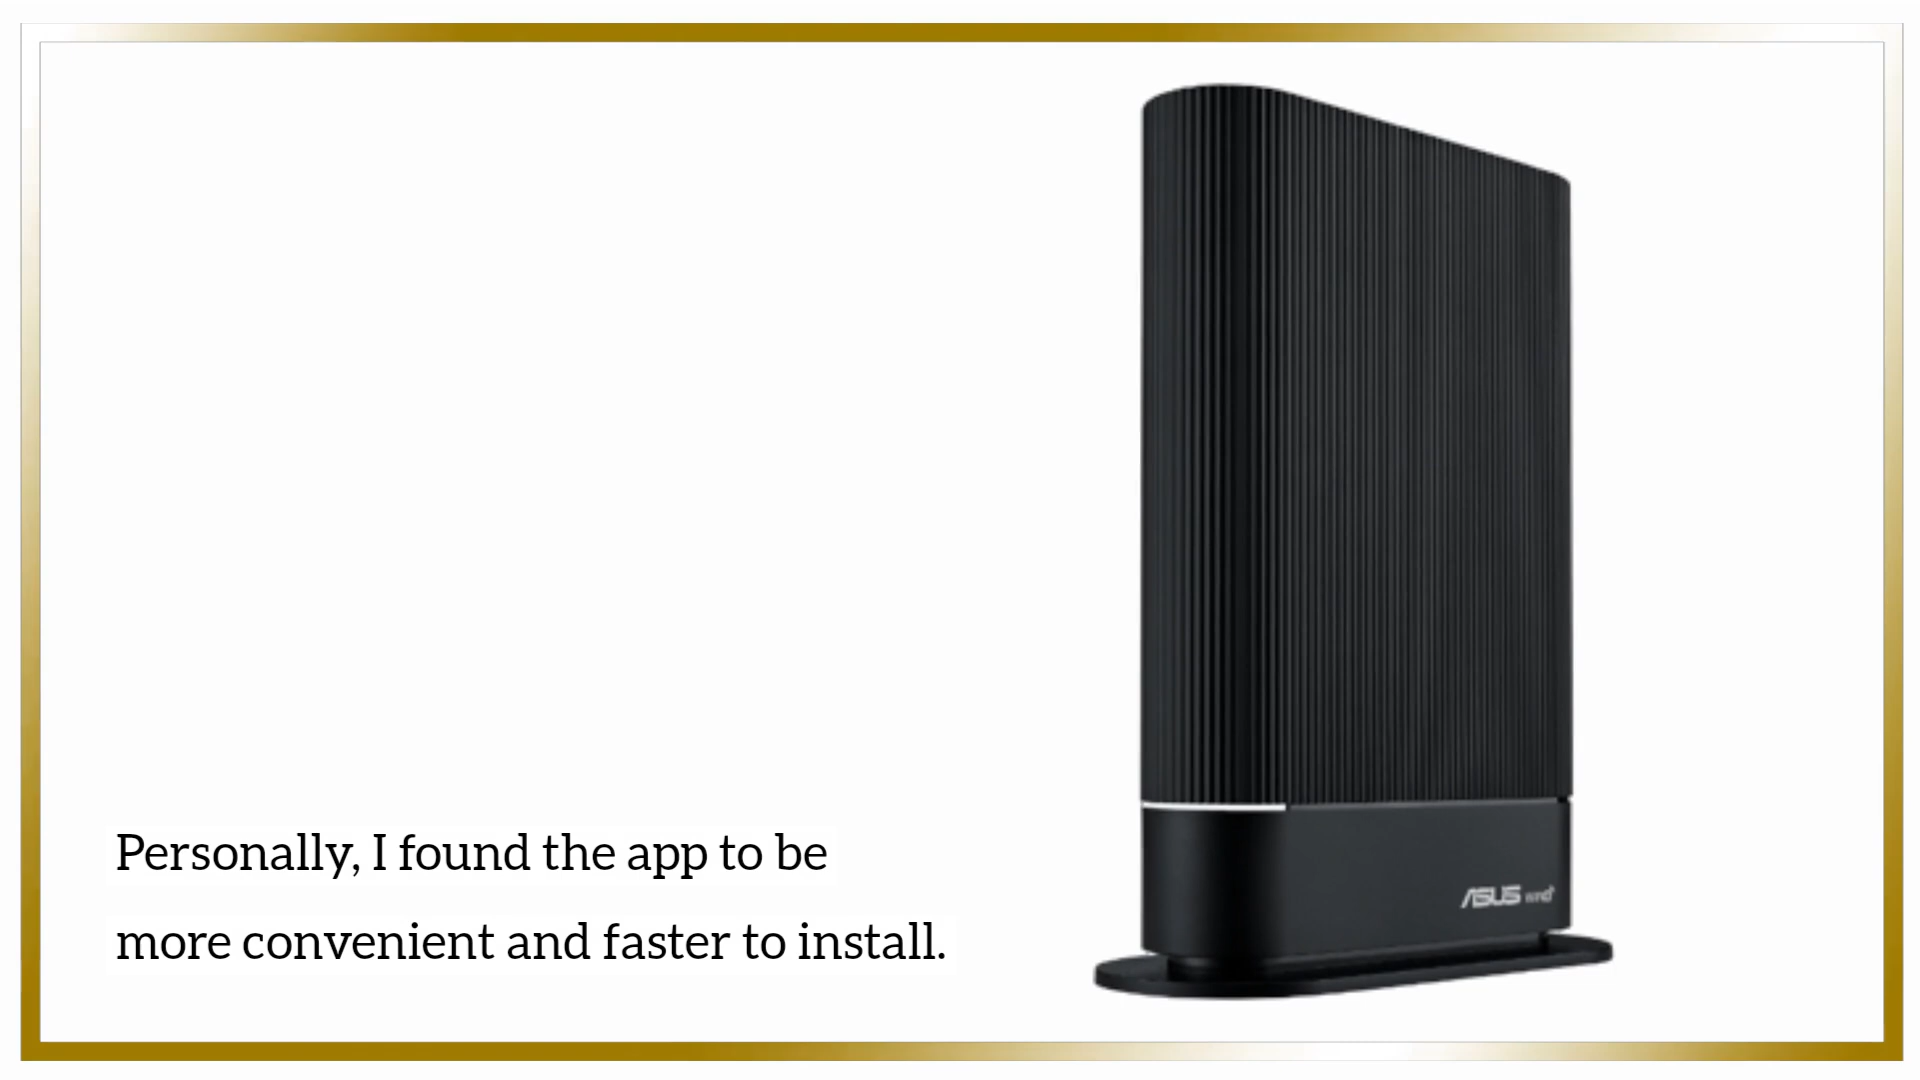 Personally, I found the app to be
more convenient and faster to install.
ASUS